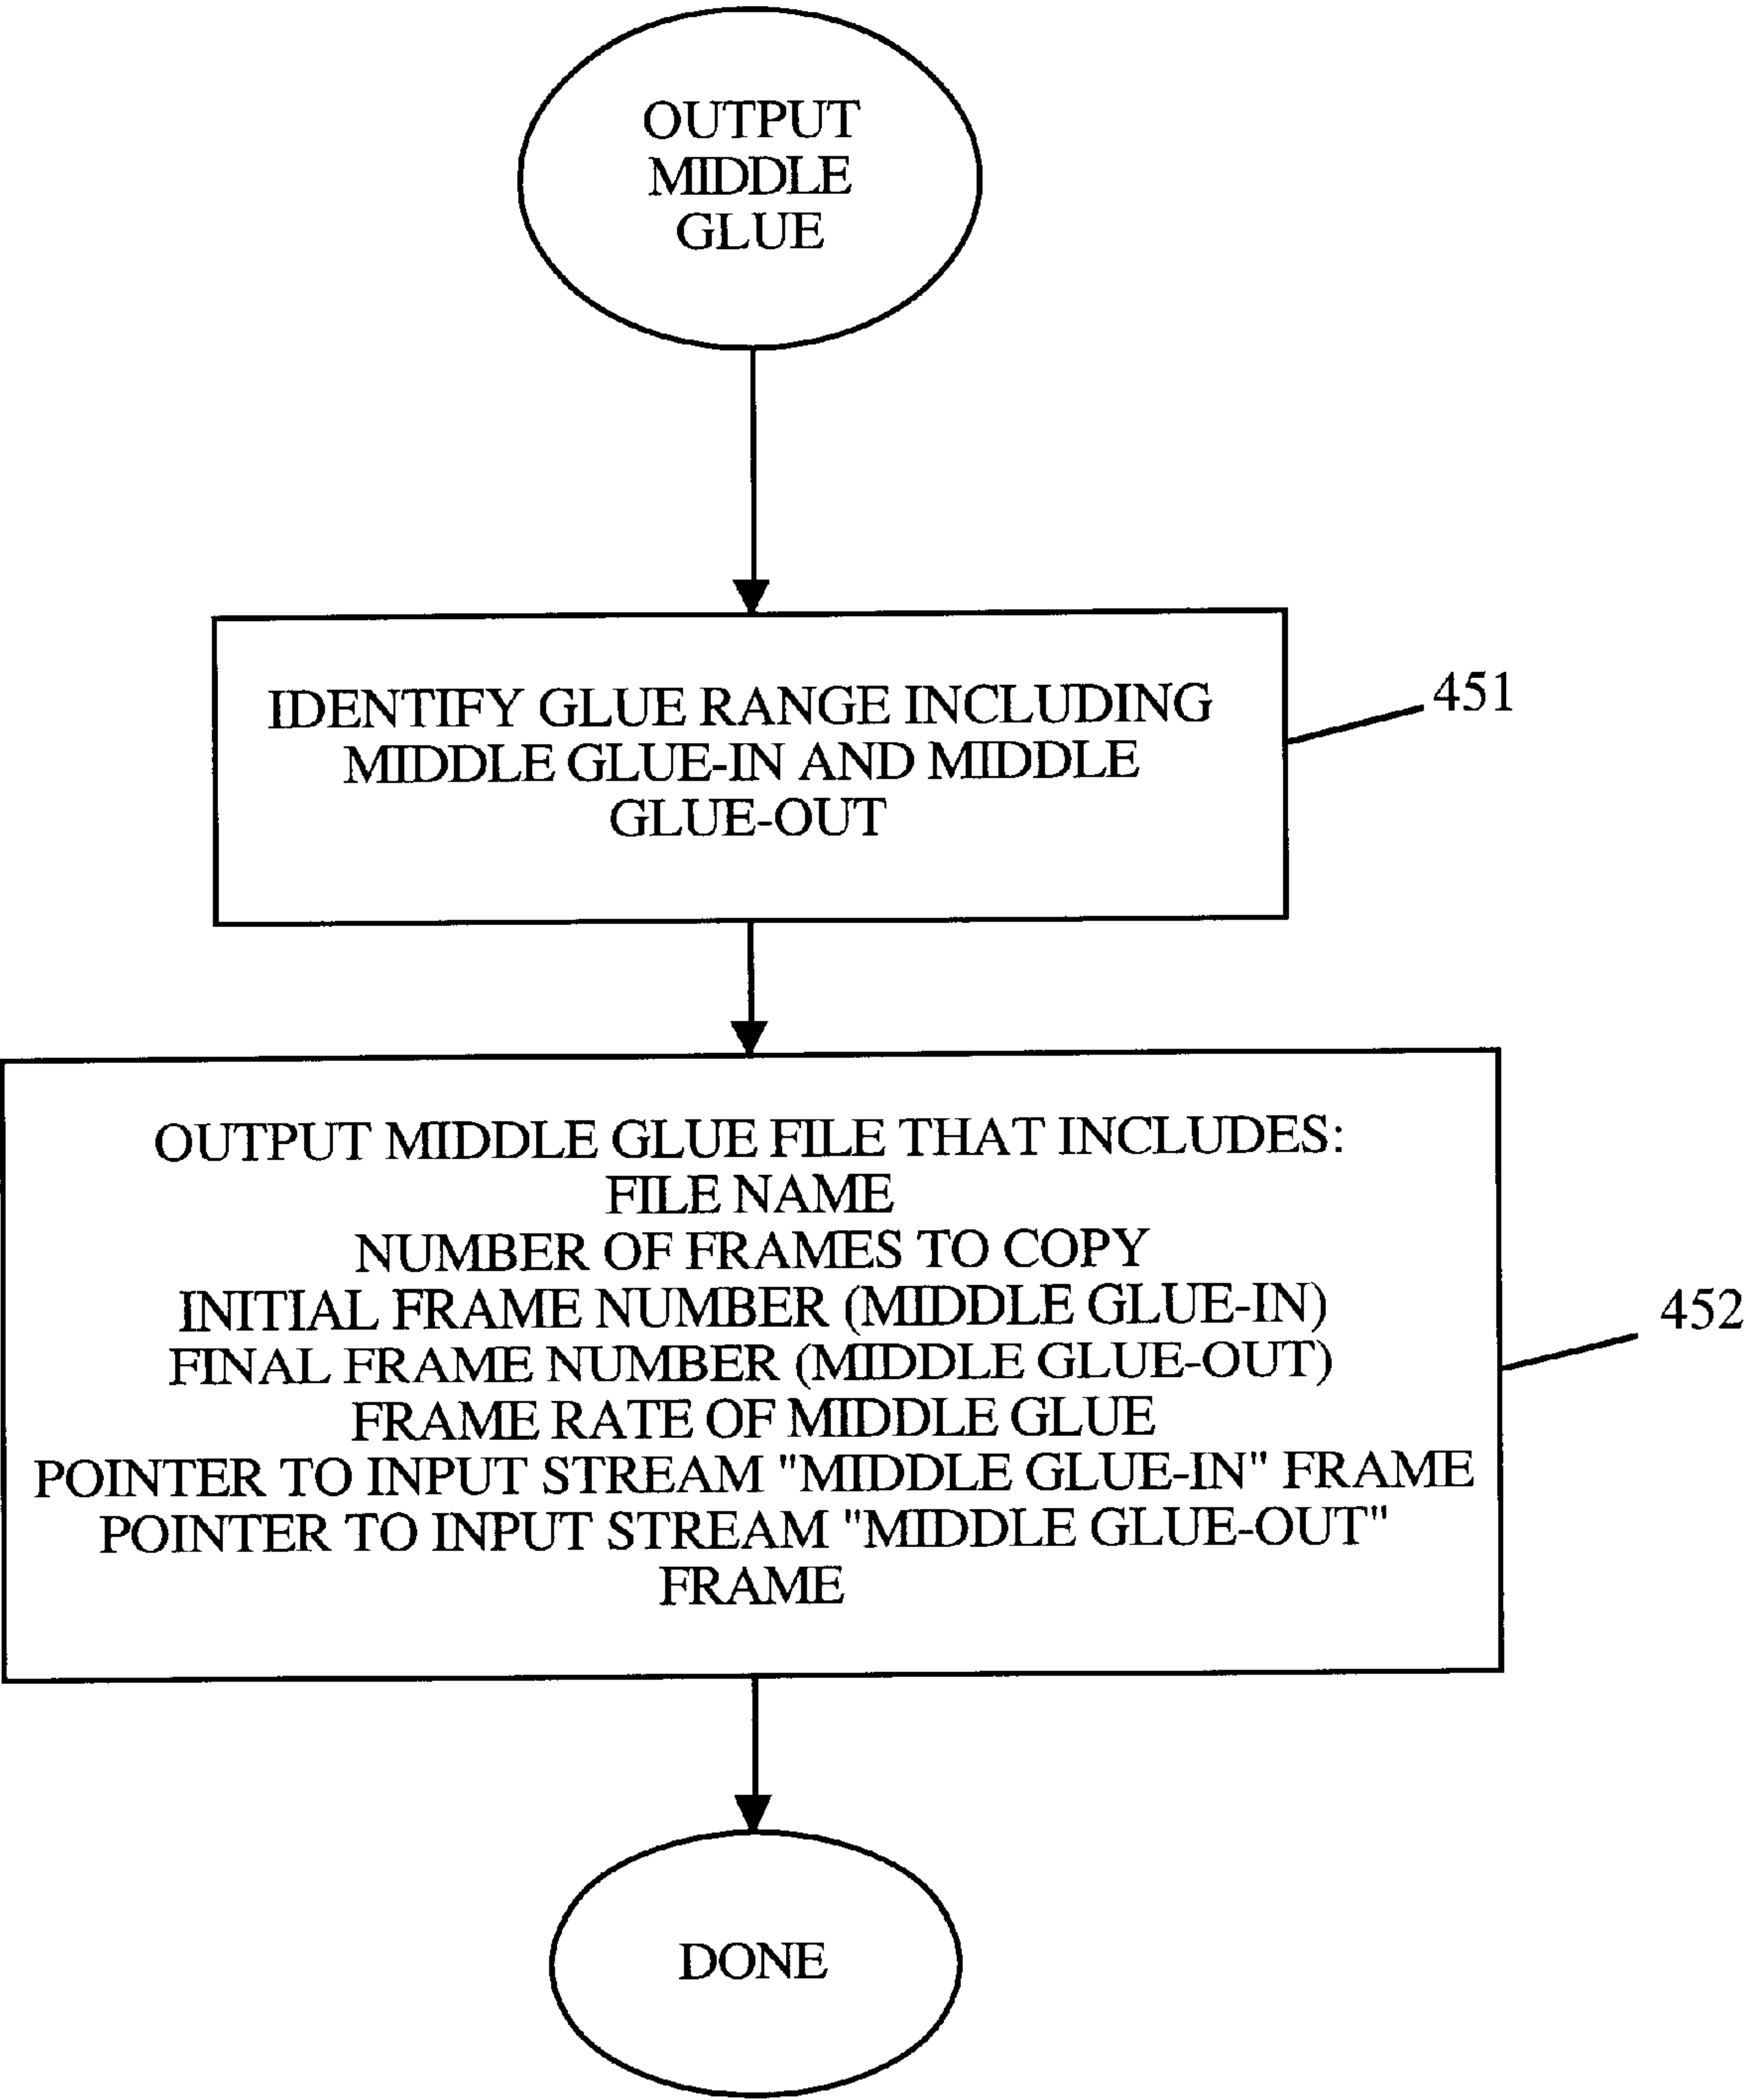 OUTPUT
MIDDLE
GLUE
IDENTIFY GLUE RANGE INCLUDING
MIDDLE GLUE-IN AND MIDDLE
GLUE-OUT
451
OUTPUT MIDDLE GLUE FILE THAT INCLUDES:
FILE NAME
NUMBER OF FRAMES TO COPY
INITIAL FRAME NUMBER (MIDDLE GLUE-IN)
FINAL FRAME NUMBER (MIDDLE GLUE-OUT)
FRAME RATE OF MIDDLE GLUE
POINTER TO INPUT STREAM "MIDDLE GLUE-IN" FRAME
POINTER TO INPUT STREAM "MIDDLE GLUE-OUT"
FRAME
452
DONE